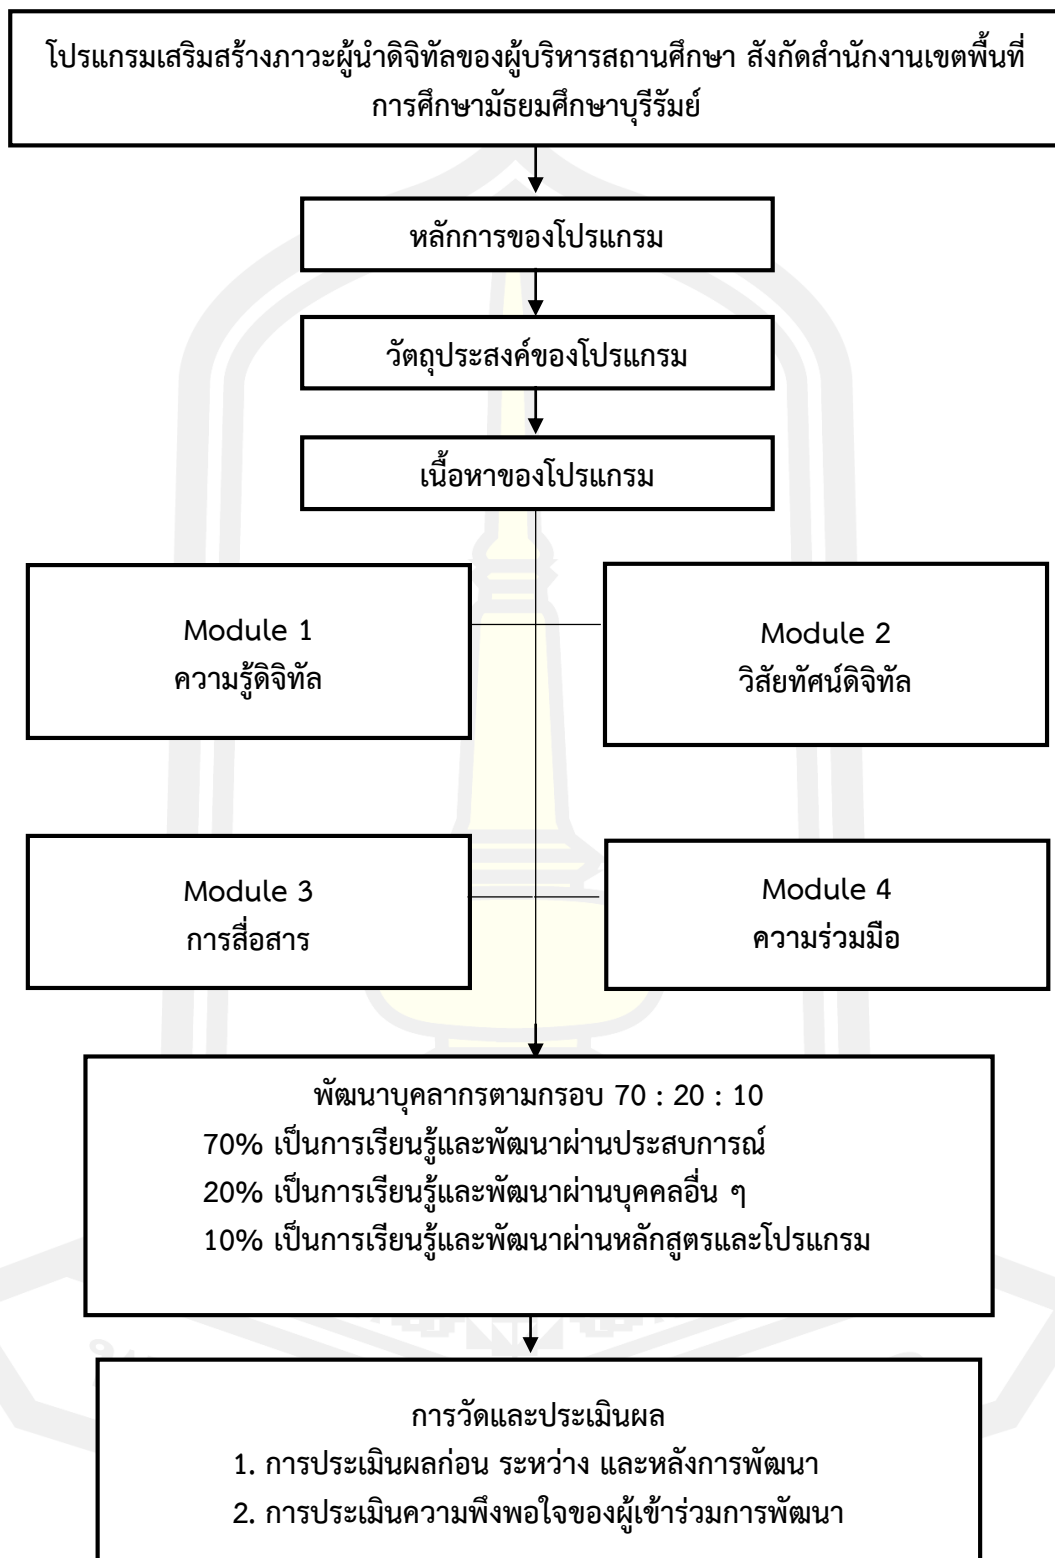 โปรแกรมเสริมสร้างภาวะผู้นำดิจิทัลของผู้บริหารสถานศึกษา สังกัดสำนักงานเขตพื้นที่
การศึกษามัธยมศึกษาบุรีรัมย์
หลักการของโปรแกรม
วัตถุประสงค์ของโปรแกรม
เนื้อหาของโปรแกรม
Module 1
ความรู้ดิจิทัล
Module 2
วิสัยทัศน์ดิจิทัล
Module 3
การสื่อสาร
Module 4
ความร่วมมือ
พัฒนาบุคลากรตามกรอบ 70 : 20 : 10
70% เป็นการเรียนรู้และพัฒนาผ่านประสบการณ์
20% เป็นการเรียนรู้และพัฒนาผ่านบุคคลอื่น ๆ
10% เป็นการเรียนรู้และพัฒนาผ่านหลักสูตรและโปรแกรม
การวัดและประเมินผล
1. การประเมินผลก่อน ระหว่าง และหลังการพัฒนา
2. การประเมินความพึงพอใจของผู้เข้าร่วมการพัฒนา